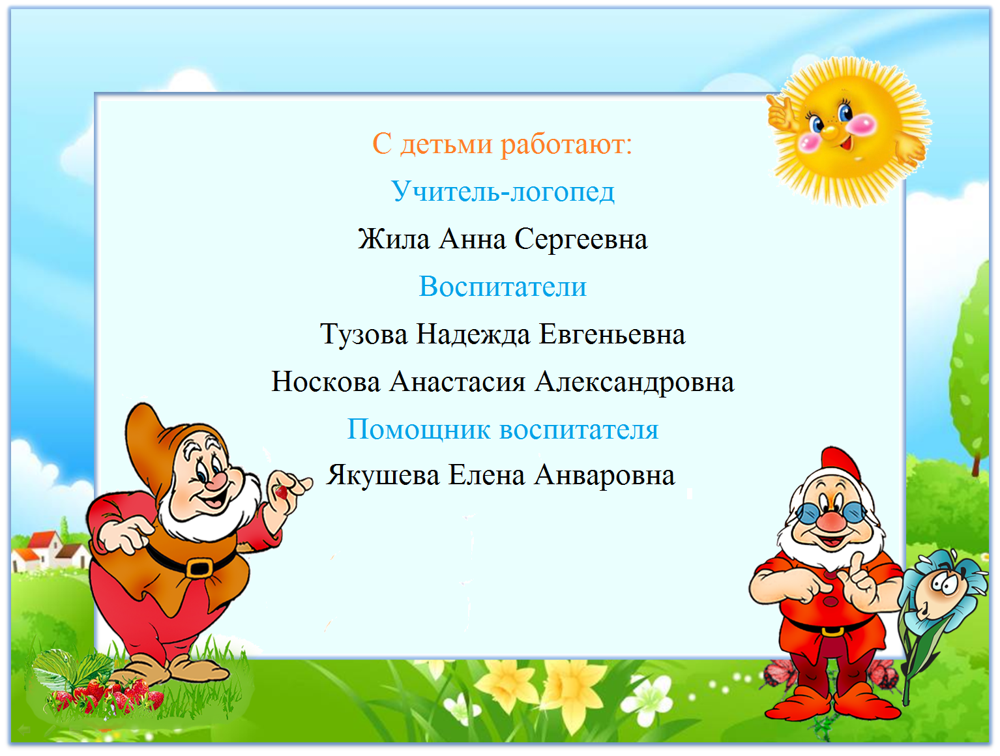 С детьми работают:
Учитель-логопед
Жила Анна Сергеевна
Воспитатели
Тузова Надежда Евгеньевна
Носкова Анастасия Александровна
Помощник воспитателя
Якушева Елена Анваровна